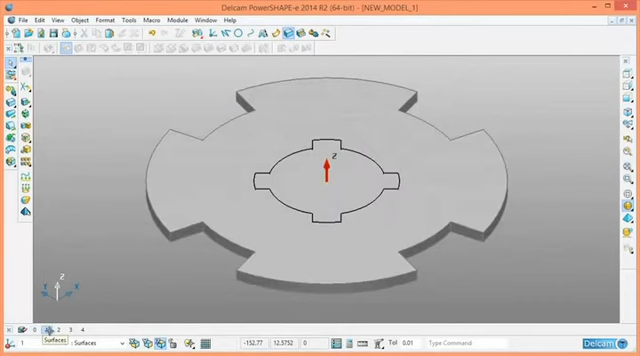 Delcam PowerSHAPE-e 2014 R2 (64-bit) - [NEW_MODEL_1]
File Edit View Object Format Tools Macro Module Window Help
Z
Z
Y X
0 2 3 4
Surfaces
1 : Surfaces -152.77 12.5752 0 Tol 0.01 Command Delcam